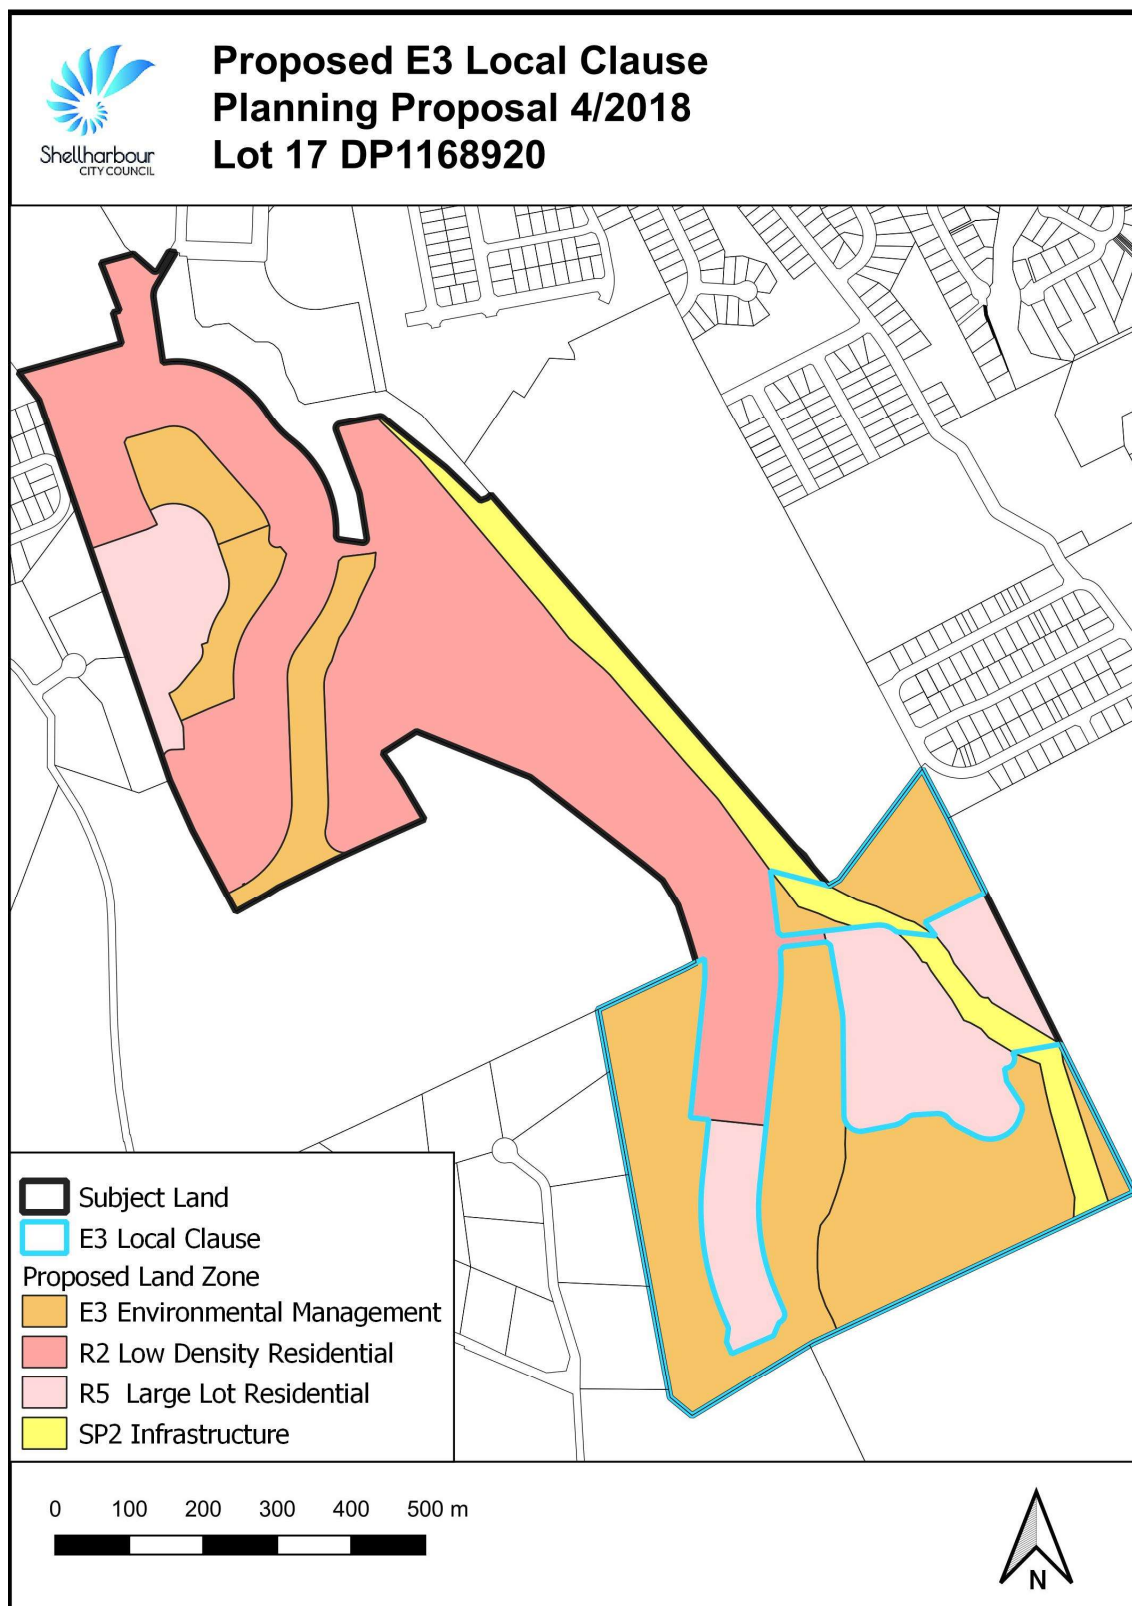 Shellharbour
CITY COUNCIL
Proposed E3 Local Clause
Planning Proposal 4/2018
Lot 17 DP1168920
Subject Land
E3 Local Clause
Proposed Land Zone
E3 Environmental Management
R2 Low Density Residential
R5 Large Lot Residential
SP2 Infrastructure
0 100 200 300 400 500 m
N